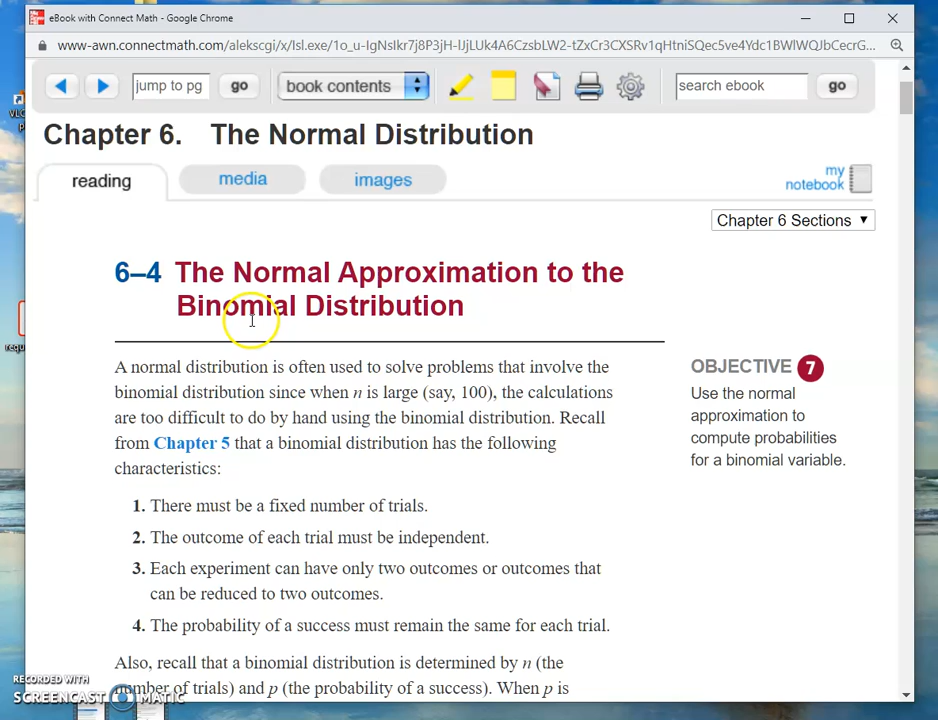 eBook with Connect Math - Google Chrome
www-awn.connectmath.com/alekscgi/x/Isl.exe/1o_u-IgNsIkr7j8P3jH-lJjLUk4A6CzsbLW2-tZxCr3CXSRv1qHtniSQec5ve4Ydc1BWlWQJbCecrG...
jump to pg go book contents search ebook go
Chapter 6. The Normal Distribution
reading media images my
notebook
Chapter 6 Sections
6–4 The Normal Approximation to the
Binomial Distribution
A normal distribution is often used to solve problems that involve the
binomial distribution since when n is large (say, 100), the calculations
are too difficult to do by hand using the binomial distribution. Recall
from Chapter 5 that a binomial distribution has the following
characteristics:
OBJECTIVE 7
Use the normal
approximation to
compute probabilities
for a binomial variable.
1. There must be a fixed number of trials.
2. The outcome of each trial must be independent.
3. Each experiment can have only two outcomes or outcomes that
can be reduced to two outcomes.
4. The probability of a success must remain the same for each trial.
Also, recall that a binomial distribution is determined by n (the
number of trials) and p (the probability of a success). When p is
RECORDED WITH
SCREENCAST MATIC